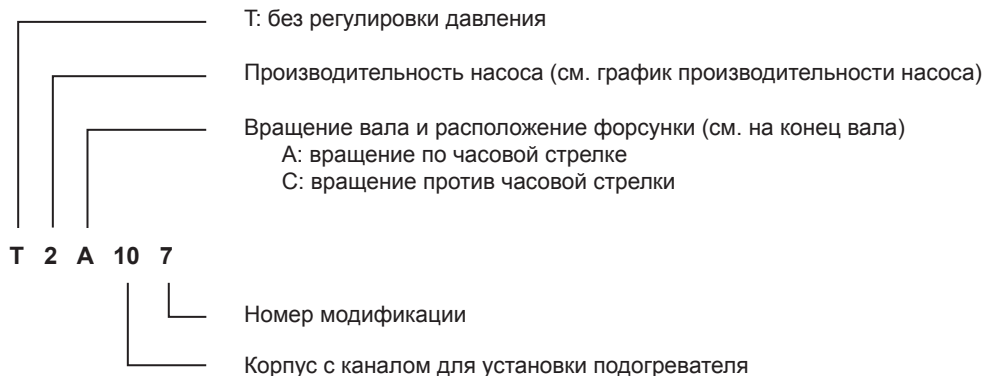 Т: без регулировки давления
Производительность насоса (см. график производительности насоса)
Вращение вала и расположение форсунки (см. на конец вала)
А: вращение по часовой стрелке
С: вращение против часовой стрелки
T 2 A 10 7
Номер модификации
Корпус с каналом для установки подогревателя